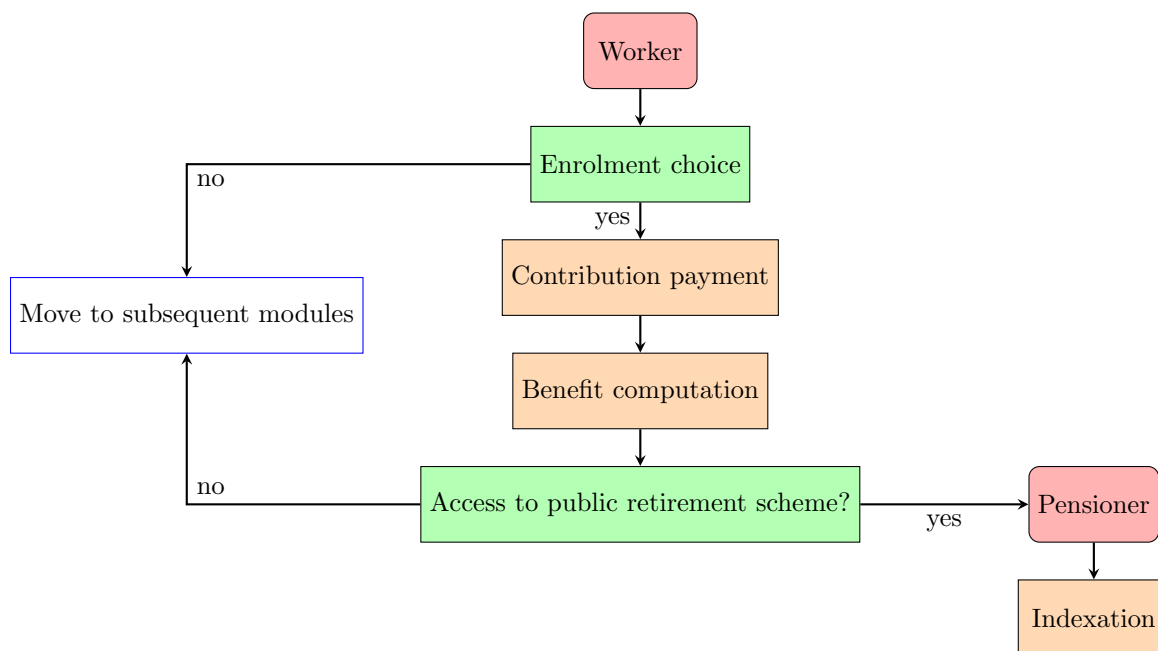 Worker
Enrolment choice
no
yes
Contribution payment
Move to subsequent modules
Benefit computation
no
Access to public retirement scheme?
yes
Pensioner
Indexation